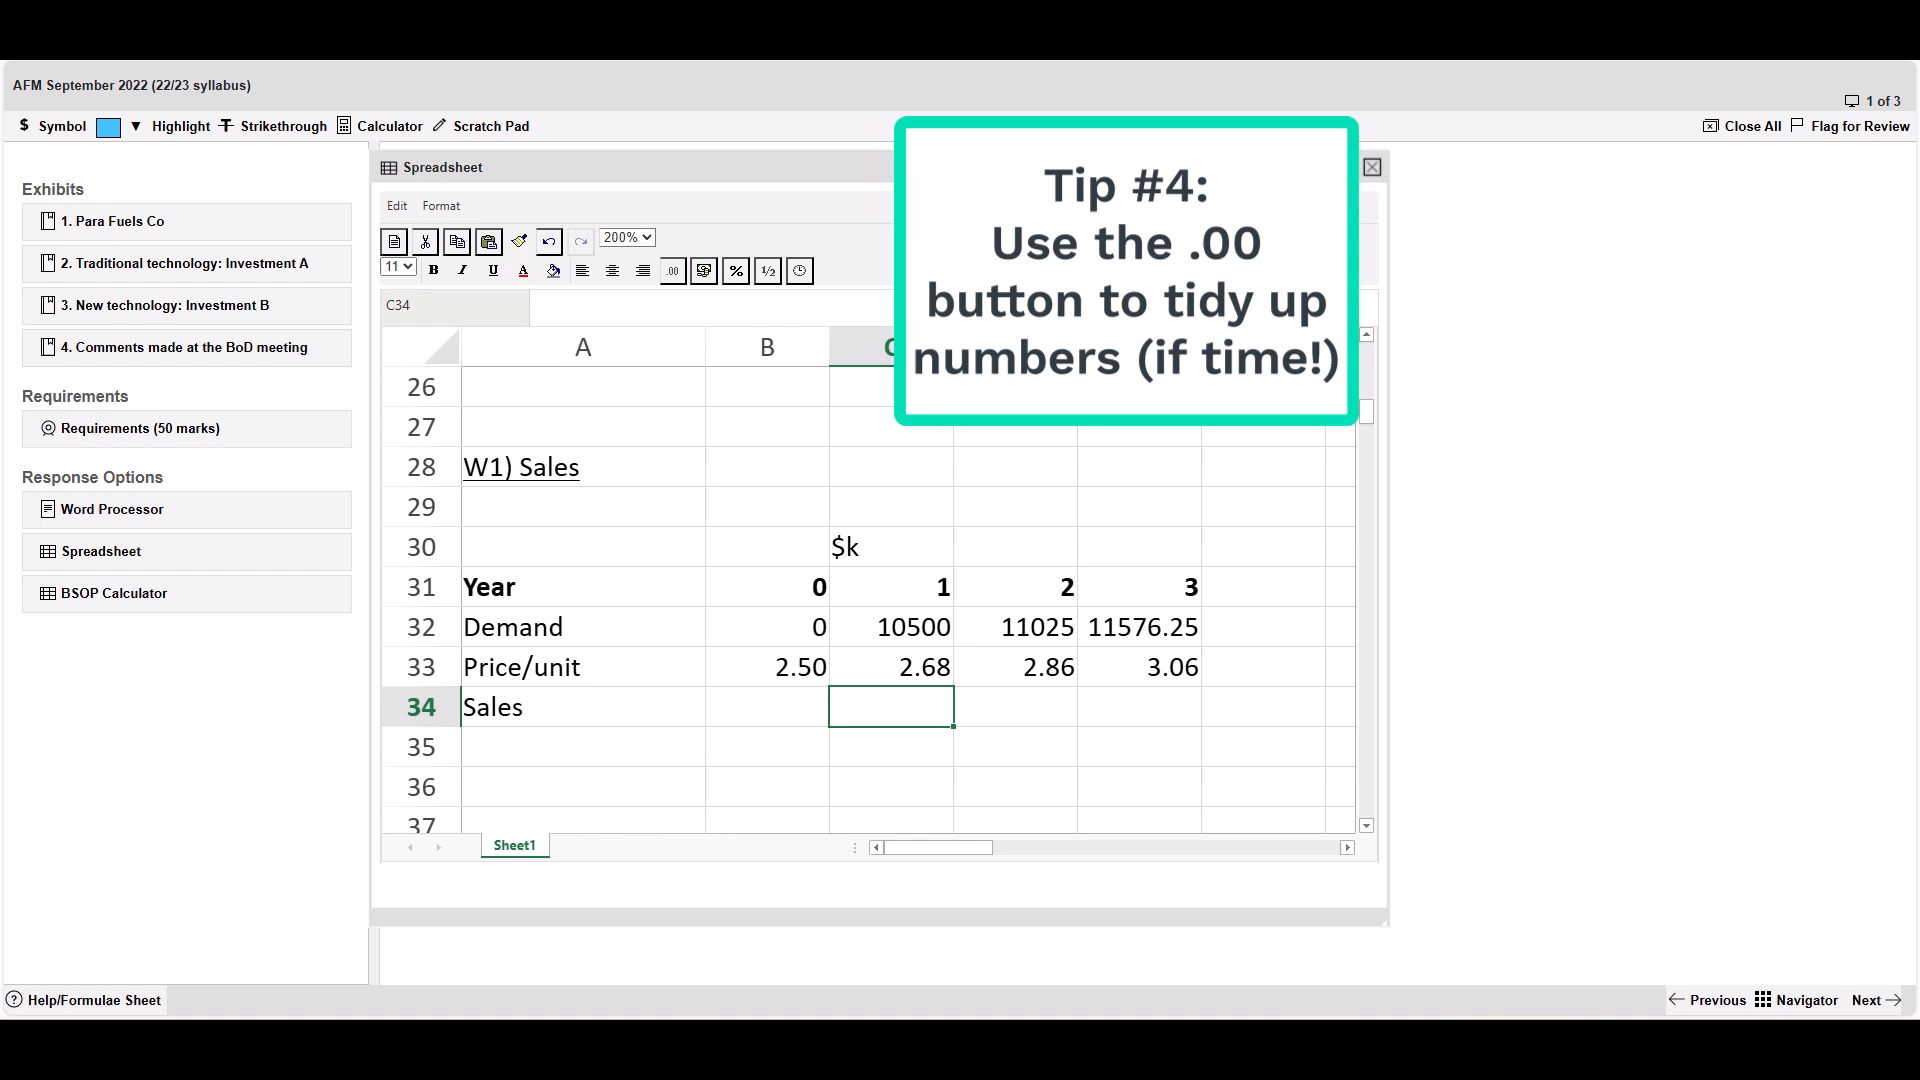 AFM September 2022 (22/23 syllabus)
1 of 3
$ Symbol Highlight Strikethrough Calculator Scratch Pad
Close All Flag for Review
Tip #4:
Use the .00
button to tidy up
numbers (if time!)
Exhibits
1. Para Fuels Co
2. Traditional technology: Investment A
3. New technology: Investment B
4. Comments made at the BoD meeting
Requirements
Requirements (50 marks)
Response Options
Word Processor
Spreadsheet
BSOP Calculator
Spreadsheet
Edit Format
200%
11 B I U A .00 % 1/2
C34
A B
26
27
28 W1) Sales
29
30 $k
31 Year 0 1 2 3
32 Demand 0 10500 11025 11576.25
33 Price/unit 2.50 2.68 2.86 3.06
34 Sales
35
36
37
Sheet1
? Help/Formulae Sheet
Previous Navigator Next